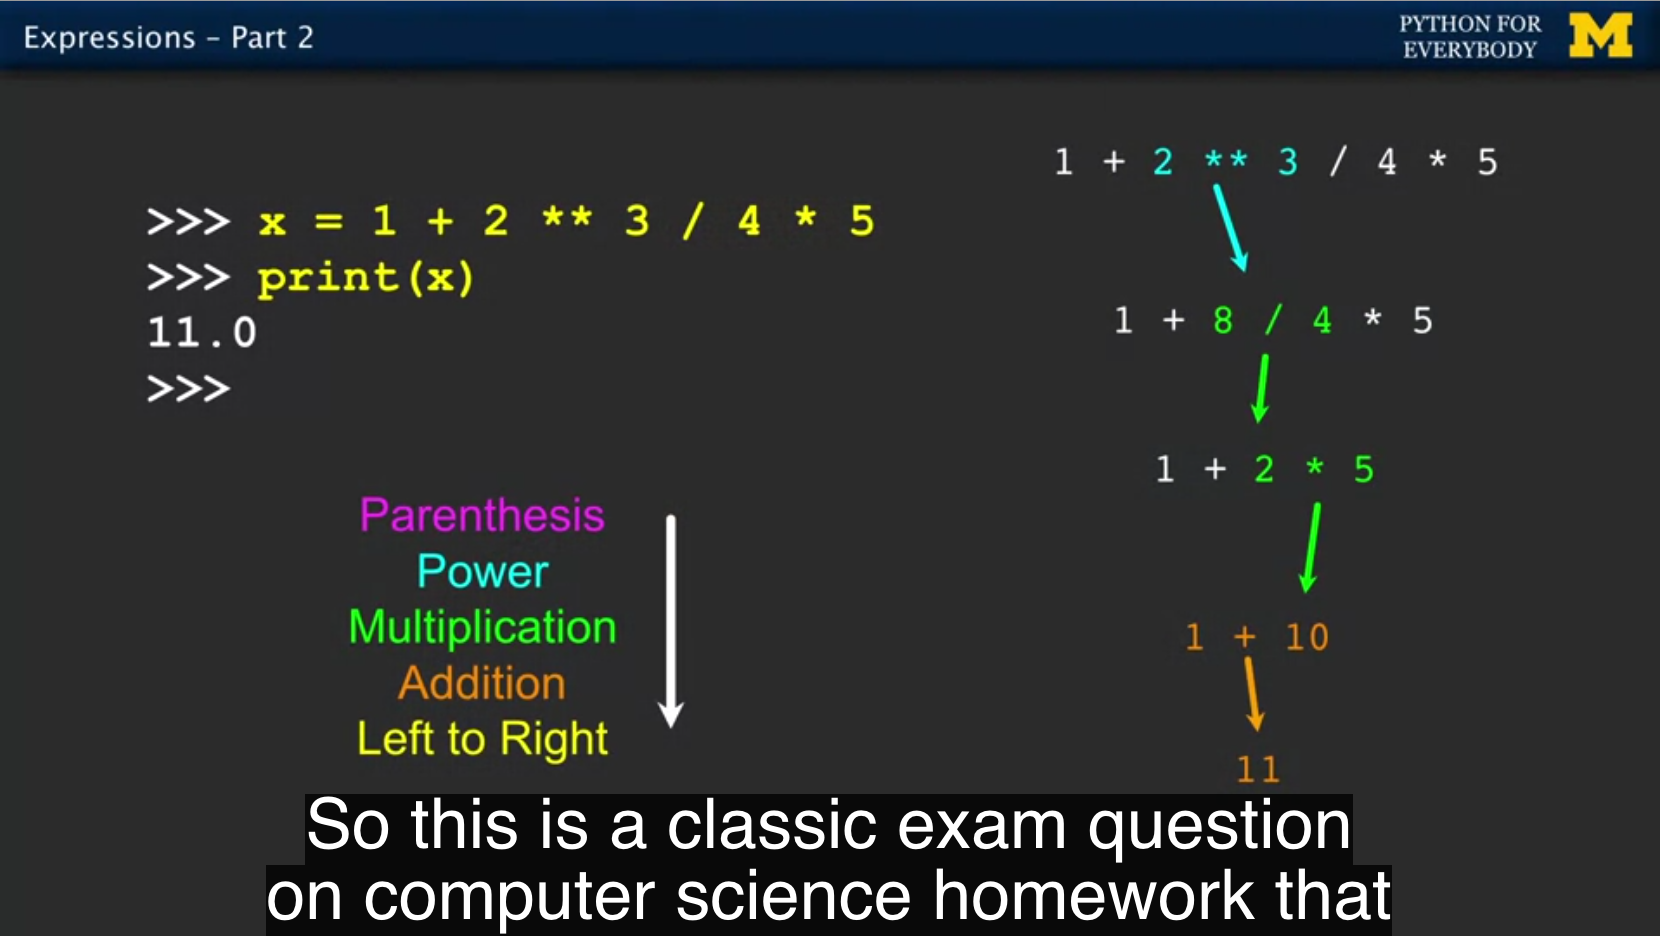 Expressions – Part 2
PYTHON FOR
EVERYBODY
M
>>> x = 1 + 2 ** 3 / 4 * 5
>>> print(x)
11.0
>>>
Parenthesis
Power
Multiplication
Addition
Left to Right
1 + 2 ** 3 / 4 * 5
1 + 8 / 4 * 5
1 + 2 * 5
1 + 10
11
So this is a classic exam question
on computer science homework that